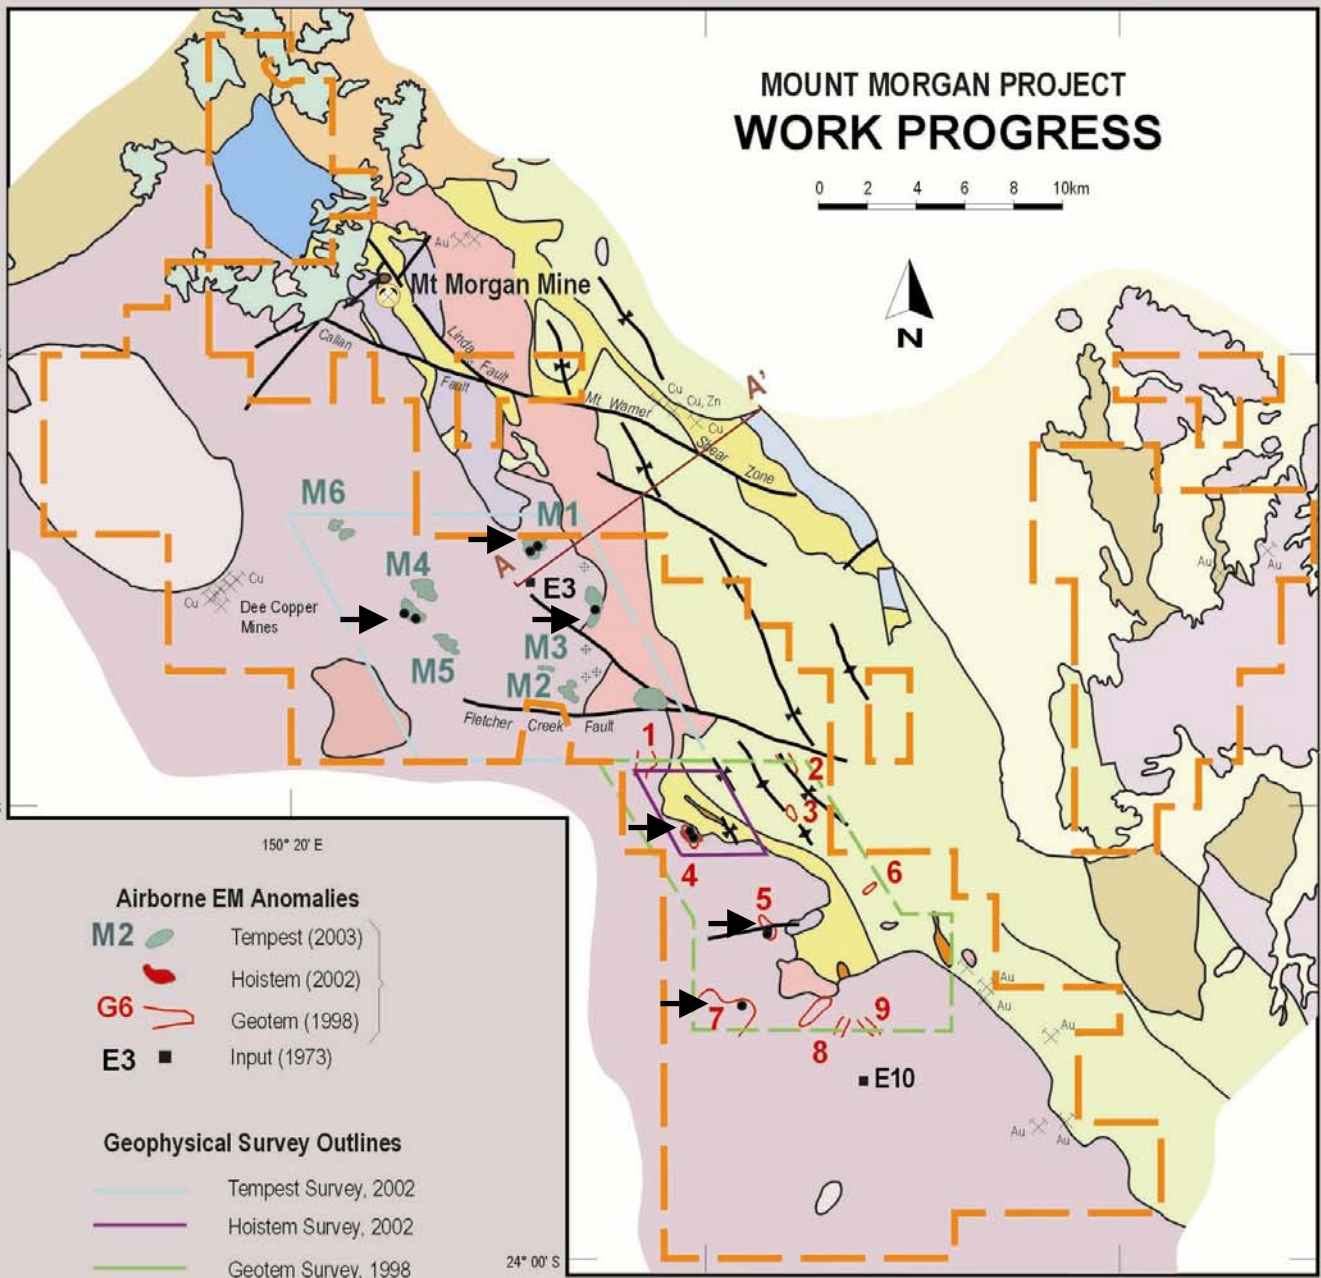 MOUNT MORGAN PROJECT
WORK PROGRESS
0 2 4 6 8 10km
N
Au
Mt Morgan Mine
Callan
Fault
Linda
Fault
Cu
Cu, Zn
Cu
Mt Warner
Shear
Zone
A'
A
M6
M1
M4
E3
M3
M5
M2
Cu
Cu
Dee Copper
Mines
Fletcher Creek Fault
Au
Au
1
2
3
4
5
6
7
8
9
E10
Au
Au
Au
Au
Au
150° 20' E
Airborne EM Anomalies
M2 Tempest (2003)
Hoistem (2002)
G6 Geotem (1998)
E3 Input (1973)
Geophysical Survey Outlines
Tempest Survey, 2002
Hoistem Survey, 2002
Geotem Survey, 1998
24° 00' S